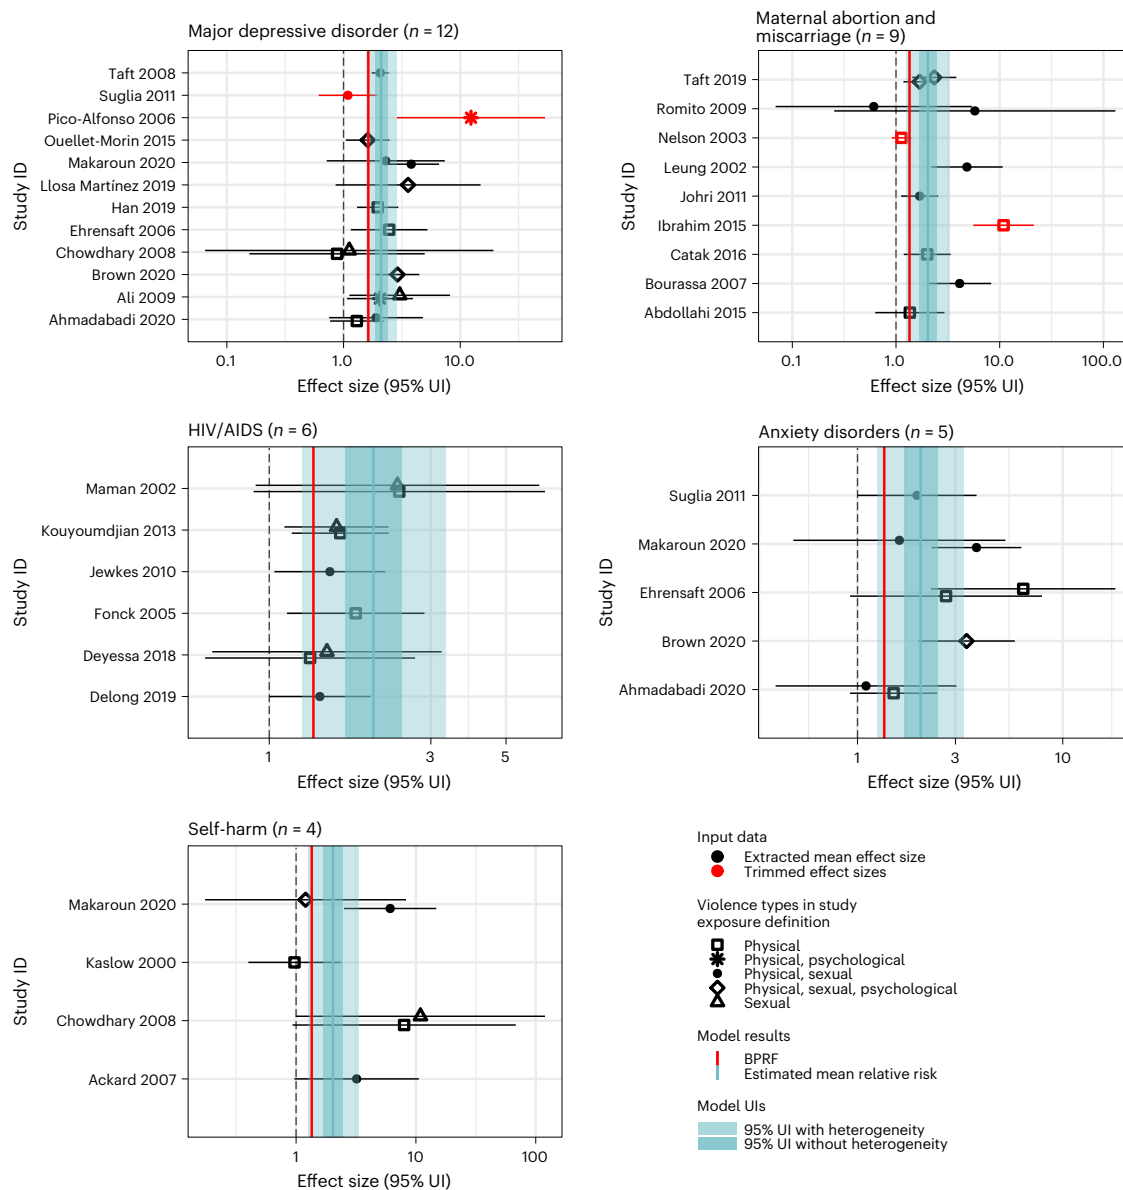 Major depressive disorder (n = 12)
Study ID
Taft 2008
Suglia 2011
Pico-Alfonso 2006
Ouellet-Morin 2015
Makaroun 2020
Llosa Martínez 2019
Han 2019
Ehrensaft 2006
Chowdhary 2008
Brown 2020
Ali 2009
Ahmadabadi 2020
0.1 1.0 10.0
Effect size (95% UI)
Maternal abortion and
miscarriage (n = 9)
Study ID
Taft 2019
Romito 2009
Nelson 2003
Leung 2002
Johri 2011
Ibrahim 2015
Catak 2016
Bourassa 2007
Abdollahi 2015
0.1 1.0 10.0 100.0
Effect size (95% UI)
HIV/AIDS (n = 6)
Study ID
Maman 2002
Kouyoumdjian 2013
Jewkes 2010
Fonck 2005
Deyessa 2018
Delong 2019
1 3 5
Effect size (95% UI)
Anxiety disorders (n = 5)
Study ID
Suglia 2011
Makaroun 2020
Ehrensaft 2006
Brown 2020
Ahmadabadi 2020
1 3 10
Effect size (95% UI)
Self-harm (n = 4)
Study ID
Makaroun 2020
Kaslow 2000
Chowdhary 2008
Ackard 2007
1 10 100
Effect size (95% UI)
Input data
Extracted mean effect size
Trimmed effect sizes
Violence types in study
exposure definition
Physical
Physical, psychological
Physical, sexual
Physical, sexual, psychological
Sexual
Model results
BPRF
Estimated mean relative risk
Model UIs
95% UI with heterogeneity
95% UI without heterogeneity